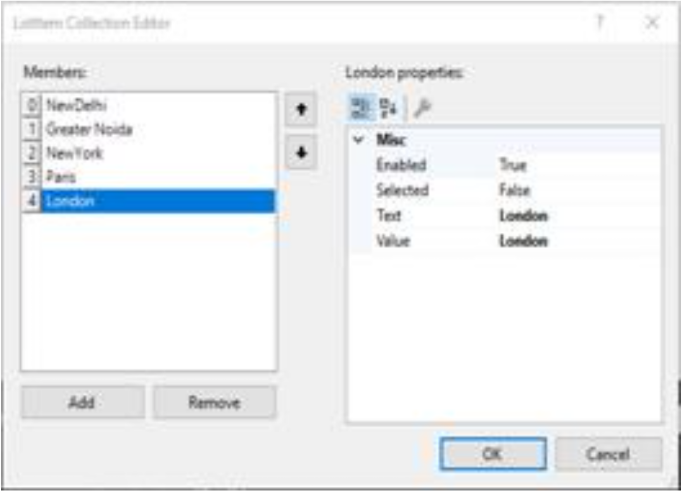 ListItem Collection Editor ? ×
Members:
0 NewDelhi
1 Greater Noida
2 NewYork
3 Paris
4 London
Add Remove
London properties:
Misc
Enabled True
Selected False
Text London
Value London
OK Cancel